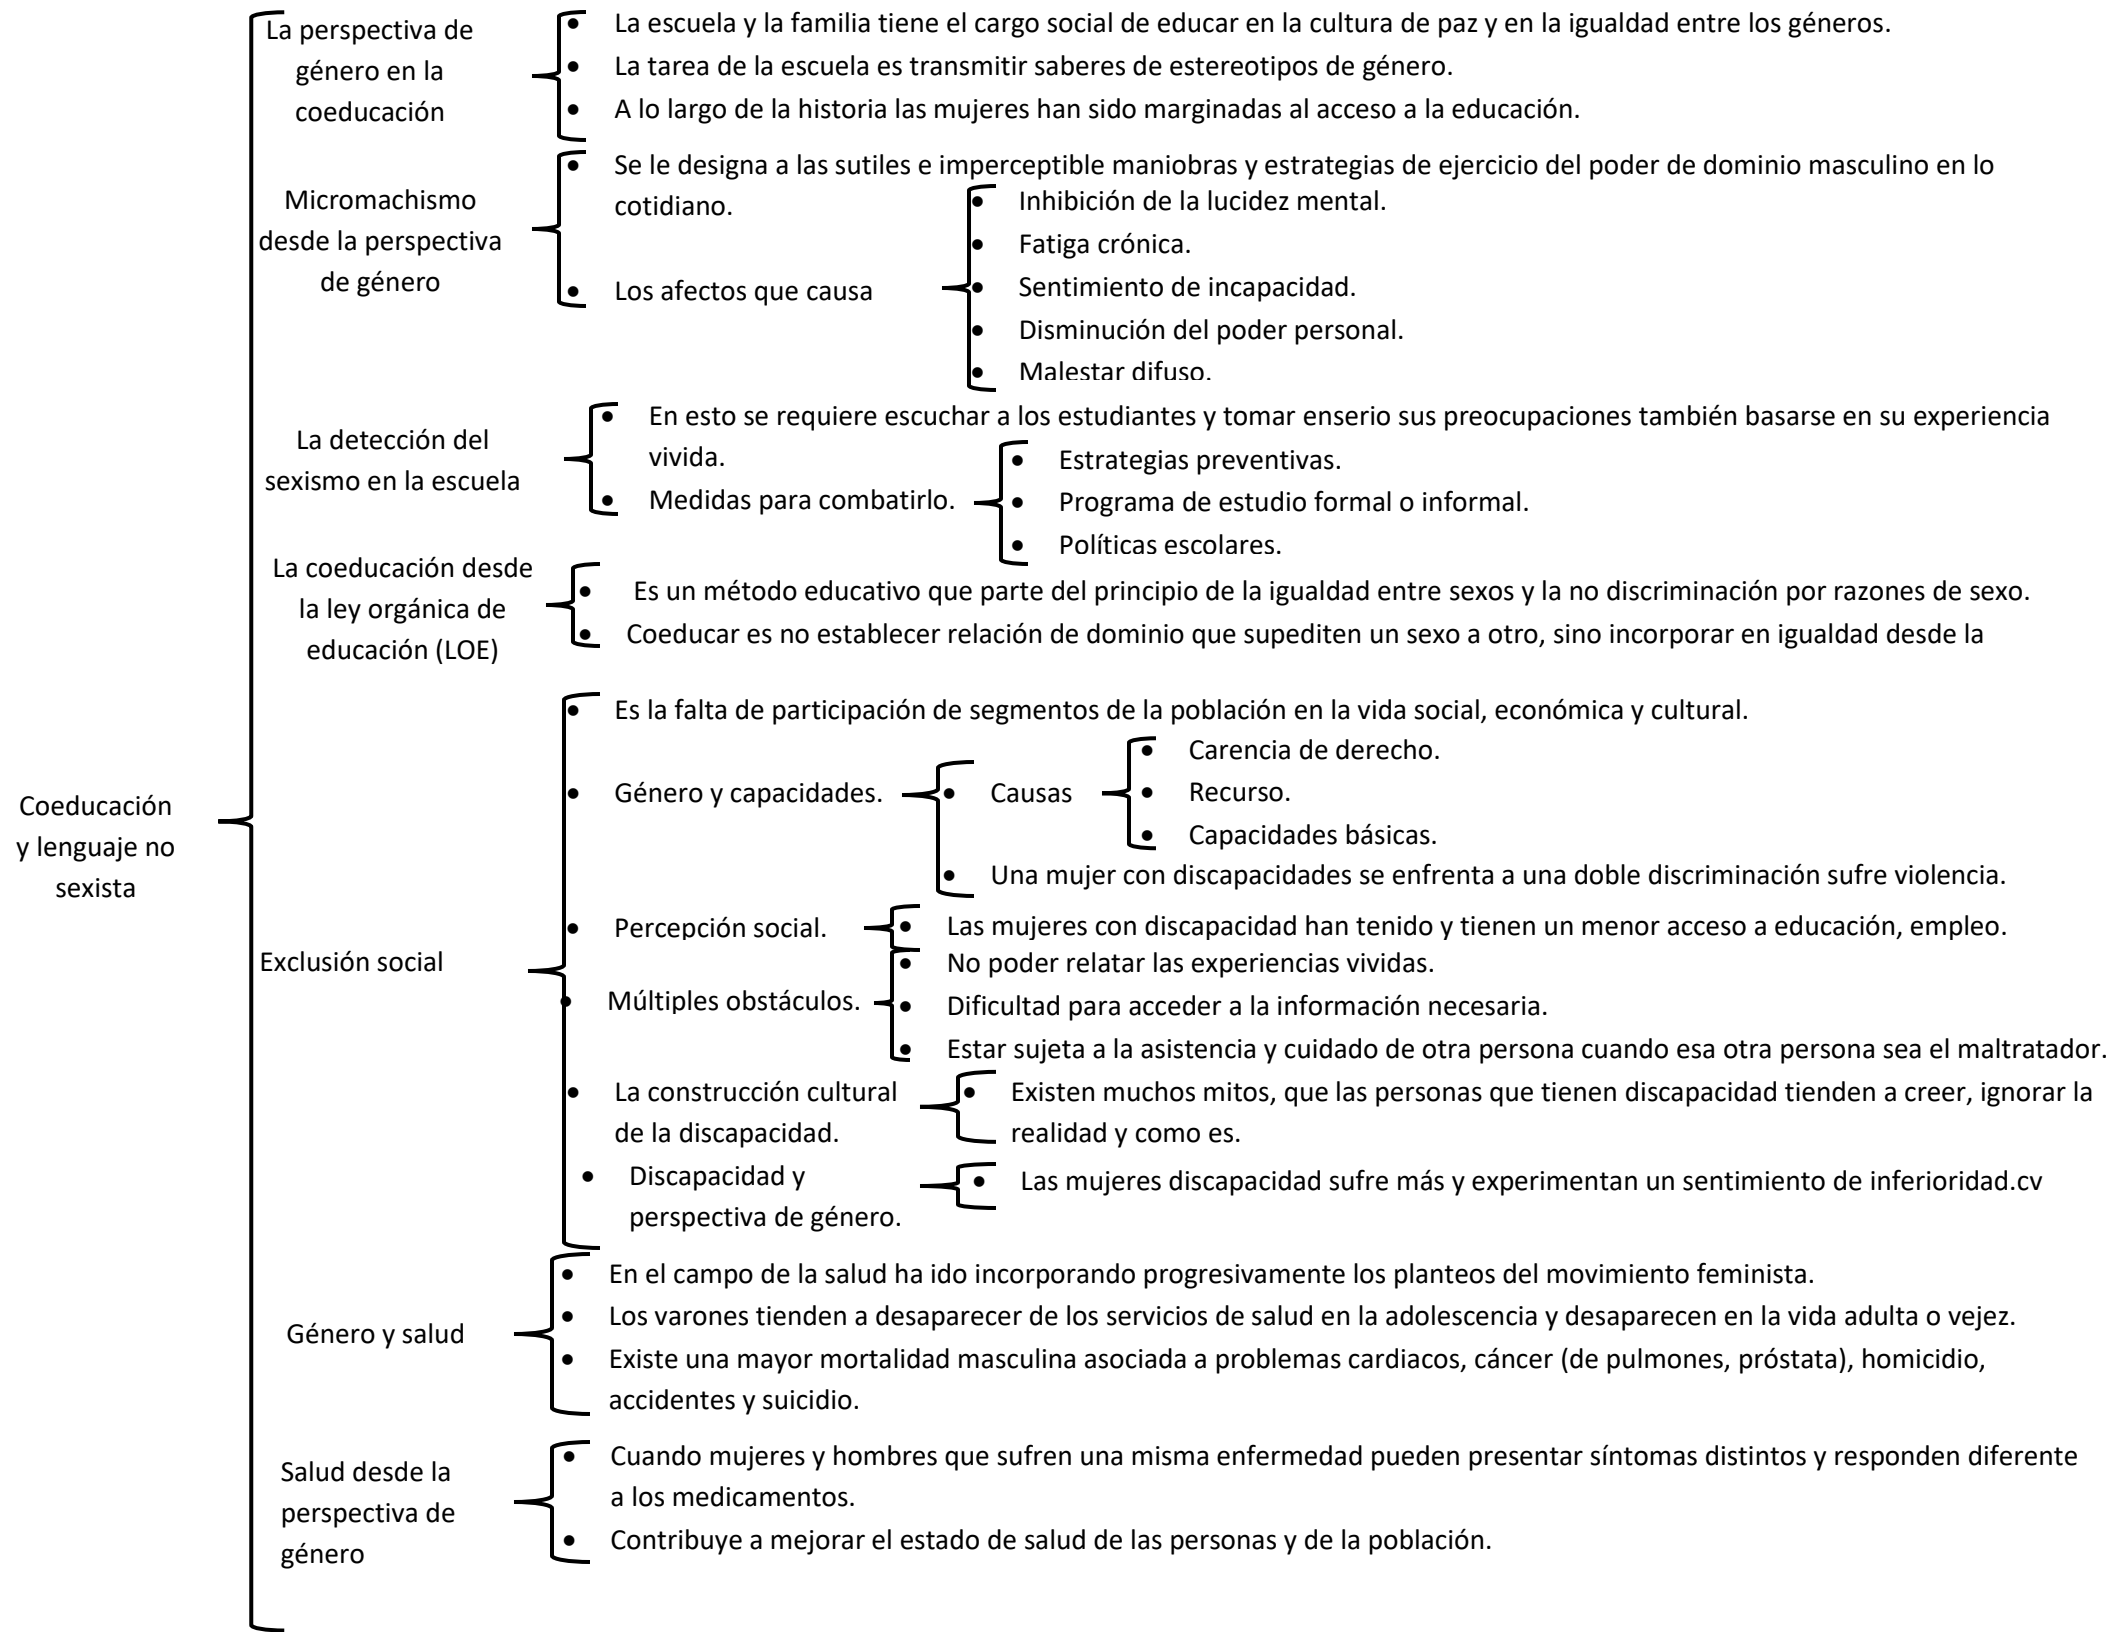 Coeducación
y lenguaje no
sexista
La perspectiva de
género en la
coeducación
• La escuela y la familia tiene el cargo social de educar en la cultura de paz y en la igualdad entre los géneros.
• La tarea de la escuela es transmitir saberes de estereotipos de género.
• A lo largo de la historia las mujeres han sido marginadas al acceso a la educación.
Micromachismo
desde la perspectiva
de género
• Se le designa a las sutiles e imperceptible maniobras y estrategias de ejercicio del poder de dominio masculino en lo
cotidiano.
• Los afectos que causa
• Inhibición de la lucidez mental.
• Fatiga crónica.
• Sentimiento de incapacidad.
• Disminución del poder personal.
• Malestar difuso.
La detección del
sexismo en la escuela
• En esto se requiere escuchar a los estudiantes y tomar enserio sus preocupaciones también basarse en su experiencia
vivida.
• Medidas para combatirlo.
• Estrategias preventivas.
• Programa de estudio formal o informal.
• Políticas escolares.
La coeducación desde
la ley orgánica de
educación (LOE)
• Es un método educativo que parte del principio de la igualdad entre sexos y la no discriminación por razones de sexo.
• Coeducar es no establecer relación de dominio que supediten un sexo a otro, sino incorporar en igualdad desde la
Exclusión social
• Es la falta de participación de segmentos de la población en la vida social, económica y cultural.
• Género y capacidades.
• Causas
• Carencia de derecho.
• Recurso.
• Capacidades básicas.
• Una mujer con discapacidades se enfrenta a una doble discriminación sufre violencia.
• Percepción social.
• Las mujeres con discapacidad han tenido y tienen un menor acceso a educación, empleo.
• Múltiples obstáculos.
• No poder relatar las experiencias vividas.
• Dificultad para acceder a la información necesaria.
• Estar sujeta a la asistencia y cuidado de otra persona cuando esa otra persona sea el maltratador.
• La construcción cultural
de la discapacidad.
• Existen muchos mitos, que las personas que tienen discapacidad tienden a creer, ignorar la
realidad y como es.
• Discapacidad y
perspectiva de género.
• Las mujeres discapacidad sufre más y experimentan un sentimiento de inferioridad.cv
Género y salud
• En el campo de la salud ha ido incorporando progresivamente los planteos del movimiento feminista.
• Los varones tienden a desaparecer de los servicios de salud en la adolescencia y desaparecen en la vida adulta o vejez.
• Existe una mayor mortalidad masculina asociada a problemas cardiacos, cáncer (de pulmones, próstata), homicidio,
accidentes y suicidio.
Salud desde la
perspectiva de
género
• Cuando mujeres y hombres que sufren una misma enfermedad pueden presentar síntomas distintos y responden diferente
a los medicamentos.
• Contribuye a mejorar el estado de salud de las personas y de la población.